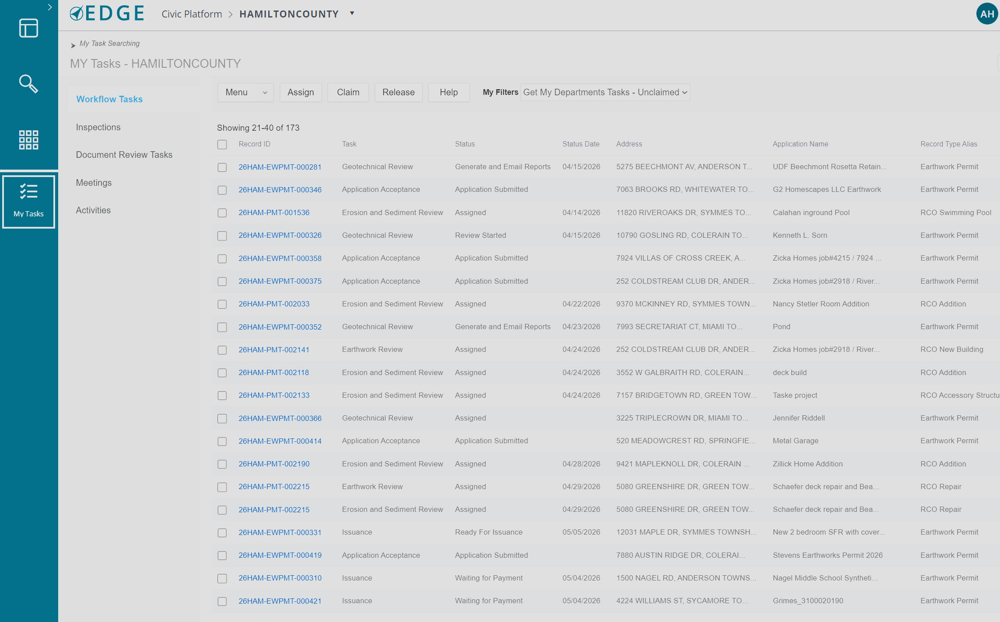 EDGE Civic Platform > HAMILTONCOUNTY AH
My Task Searching
MY Tasks - HAMILTONCOUNTY
My Tasks
Workflow Tasks
Inspections
Document Review Tasks
Meetings
Activities
Menu Assign Claim Release Help My Filters Get My Departments Tasks - Unclaimed
Showing 21-40 of 173
Record ID Task Status Status Date Address Application Name Record Type Alias
26HAM-EWPMT-000281 Geotechnical Review Generate and Email Reports 04/15/2026 5275 BEECHMONT AV, ANDERSON T... UDF Beechmont Rosetta Retain... Earthwork Permit
26HAM-EWPMT-000346 Application Acceptance Application Submitted 7063 BROOKS RD, WHITEWATER TO... G2 Homescapes LLC Earthwork Earthwork Permit
26HAM-PMT-001536 Erosion and Sediment Review Assigned 04/14/2026 11820 RIVEROAKS DR, SYMMES TO... Calahan inground Pool RCO Swimming Pool
26HAM-EWPMT-000326 Geotechnical Review Review Started 04/15/2026 10790 GOSLING RD, COLERAIN TO... Kenneth L. Sorn Earthwork Permit
26HAM-EWPMT-000358 Application Acceptance Application Submitted 7924 VILLAS OF CROSS CREEK, A... Zicka Homes job#4215 / 7924 ... Earthwork Permit
26HAM-EWPMT-000375 Application Acceptance Application Submitted 252 COLDSTREAM CLUB DR, ANDER... Zicka Homes job#2918 / River... Earthwork Permit
26HAM-PMT-002033 Erosion and Sediment Review Assigned 04/22/2026 9370 MCKINNEY RD, SYMMES TOWN... Nancy Stetler Room Addition RCO Addition
26HAM-EWPMT-000352 Geotechnical Review Generate and Email Reports 04/23/2026 7993 SECRETARIAT CT, MIAMI TO... Pond Earthwork Permit
26HAM-PMT-002141 Earthwork Review Assigned 04/24/2026 252 COLDSTREAM CLUB DR, ANDER... Zicka Homes job#2918 / River... RCO New Building
26HAM-PMT-002118 Erosion and Sediment Review Assigned 04/24/2026 3552 W GALBRAITH RD, COLERAIN... deck build RCO Addition
26HAM-PMT-002133 Erosion and Sediment Review Assigned 04/24/2026 7157 BRIDGETOWN RD, GREEN TOW... Taske project RCO Accessory Structu
26HAM-EWPMT-000366 Geotechnical Review Assigned 3225 TRIPLECROWN DR, MIAMI TO... Jennifer Riddell Earthwork Permit
26HAM-EWPMT-000414 Application Acceptance Application Submitted 520 MEADOWCREST RD, SPRINGFIE... Metal Garage Earthwork Permit
26HAM-PMT-002190 Erosion and Sediment Review Assigned 04/28/2026 9421 MAPLEKNOLL DR, COLERAIN ... Zillick Home Addition RCO Addition
26HAM-PMT-002215 Earthwork Review Assigned 04/29/2026 5080 GREENSHIRE DR, GREEN TOW... Schaefer deck repair and Bea... RCO Repair
26HAM-PMT-002215 Erosion and Sediment Review Assigned 04/29/2026 5080 GREENSHIRE DR, GREEN TOW... Schaefer deck repair and Bea... RCO Repair
26HAM-EWPMT-000331 Issuance Ready For Issuance 05/05/2026 12031 MAPLE DR, SYMMES TOWNSH... New 2 bedroom SFR with cover... Earthwork Permit
26HAM-EWPMT-000419 Application Acceptance Application Submitted 7880 AUSTIN RIDGE DR, COLERAI... Stevens Earthworks Permit 2026 Earthwork Permit
26HAM-EWPMT-000310 Issuance Waiting for Payment 05/04/2026 1500 NAGEL RD, ANDERSON TOWNS... Nagel Middle School Syntheti... Earthwork Permit
26HAM-EWPMT-000421 Issuance Waiting for Payment 05/04/2026 4224 WILLIAMS ST, SYCAMORE TO... Grimes_3100020190 Earthwork Permit